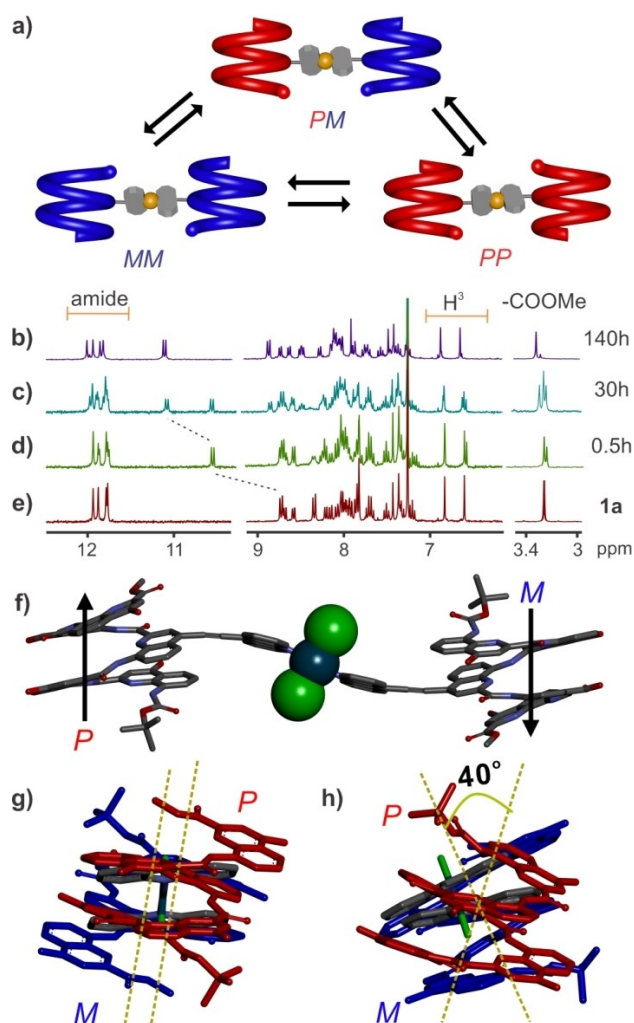 a)
PM
MM
PP
amide
H³
-COOMe
b)
140h
c)
30h
d)
0.5h
e)
1a
12
11
9
8
7
3.4
3
ppm
f)
M
P
g)
P
M
h)
40°
P
M